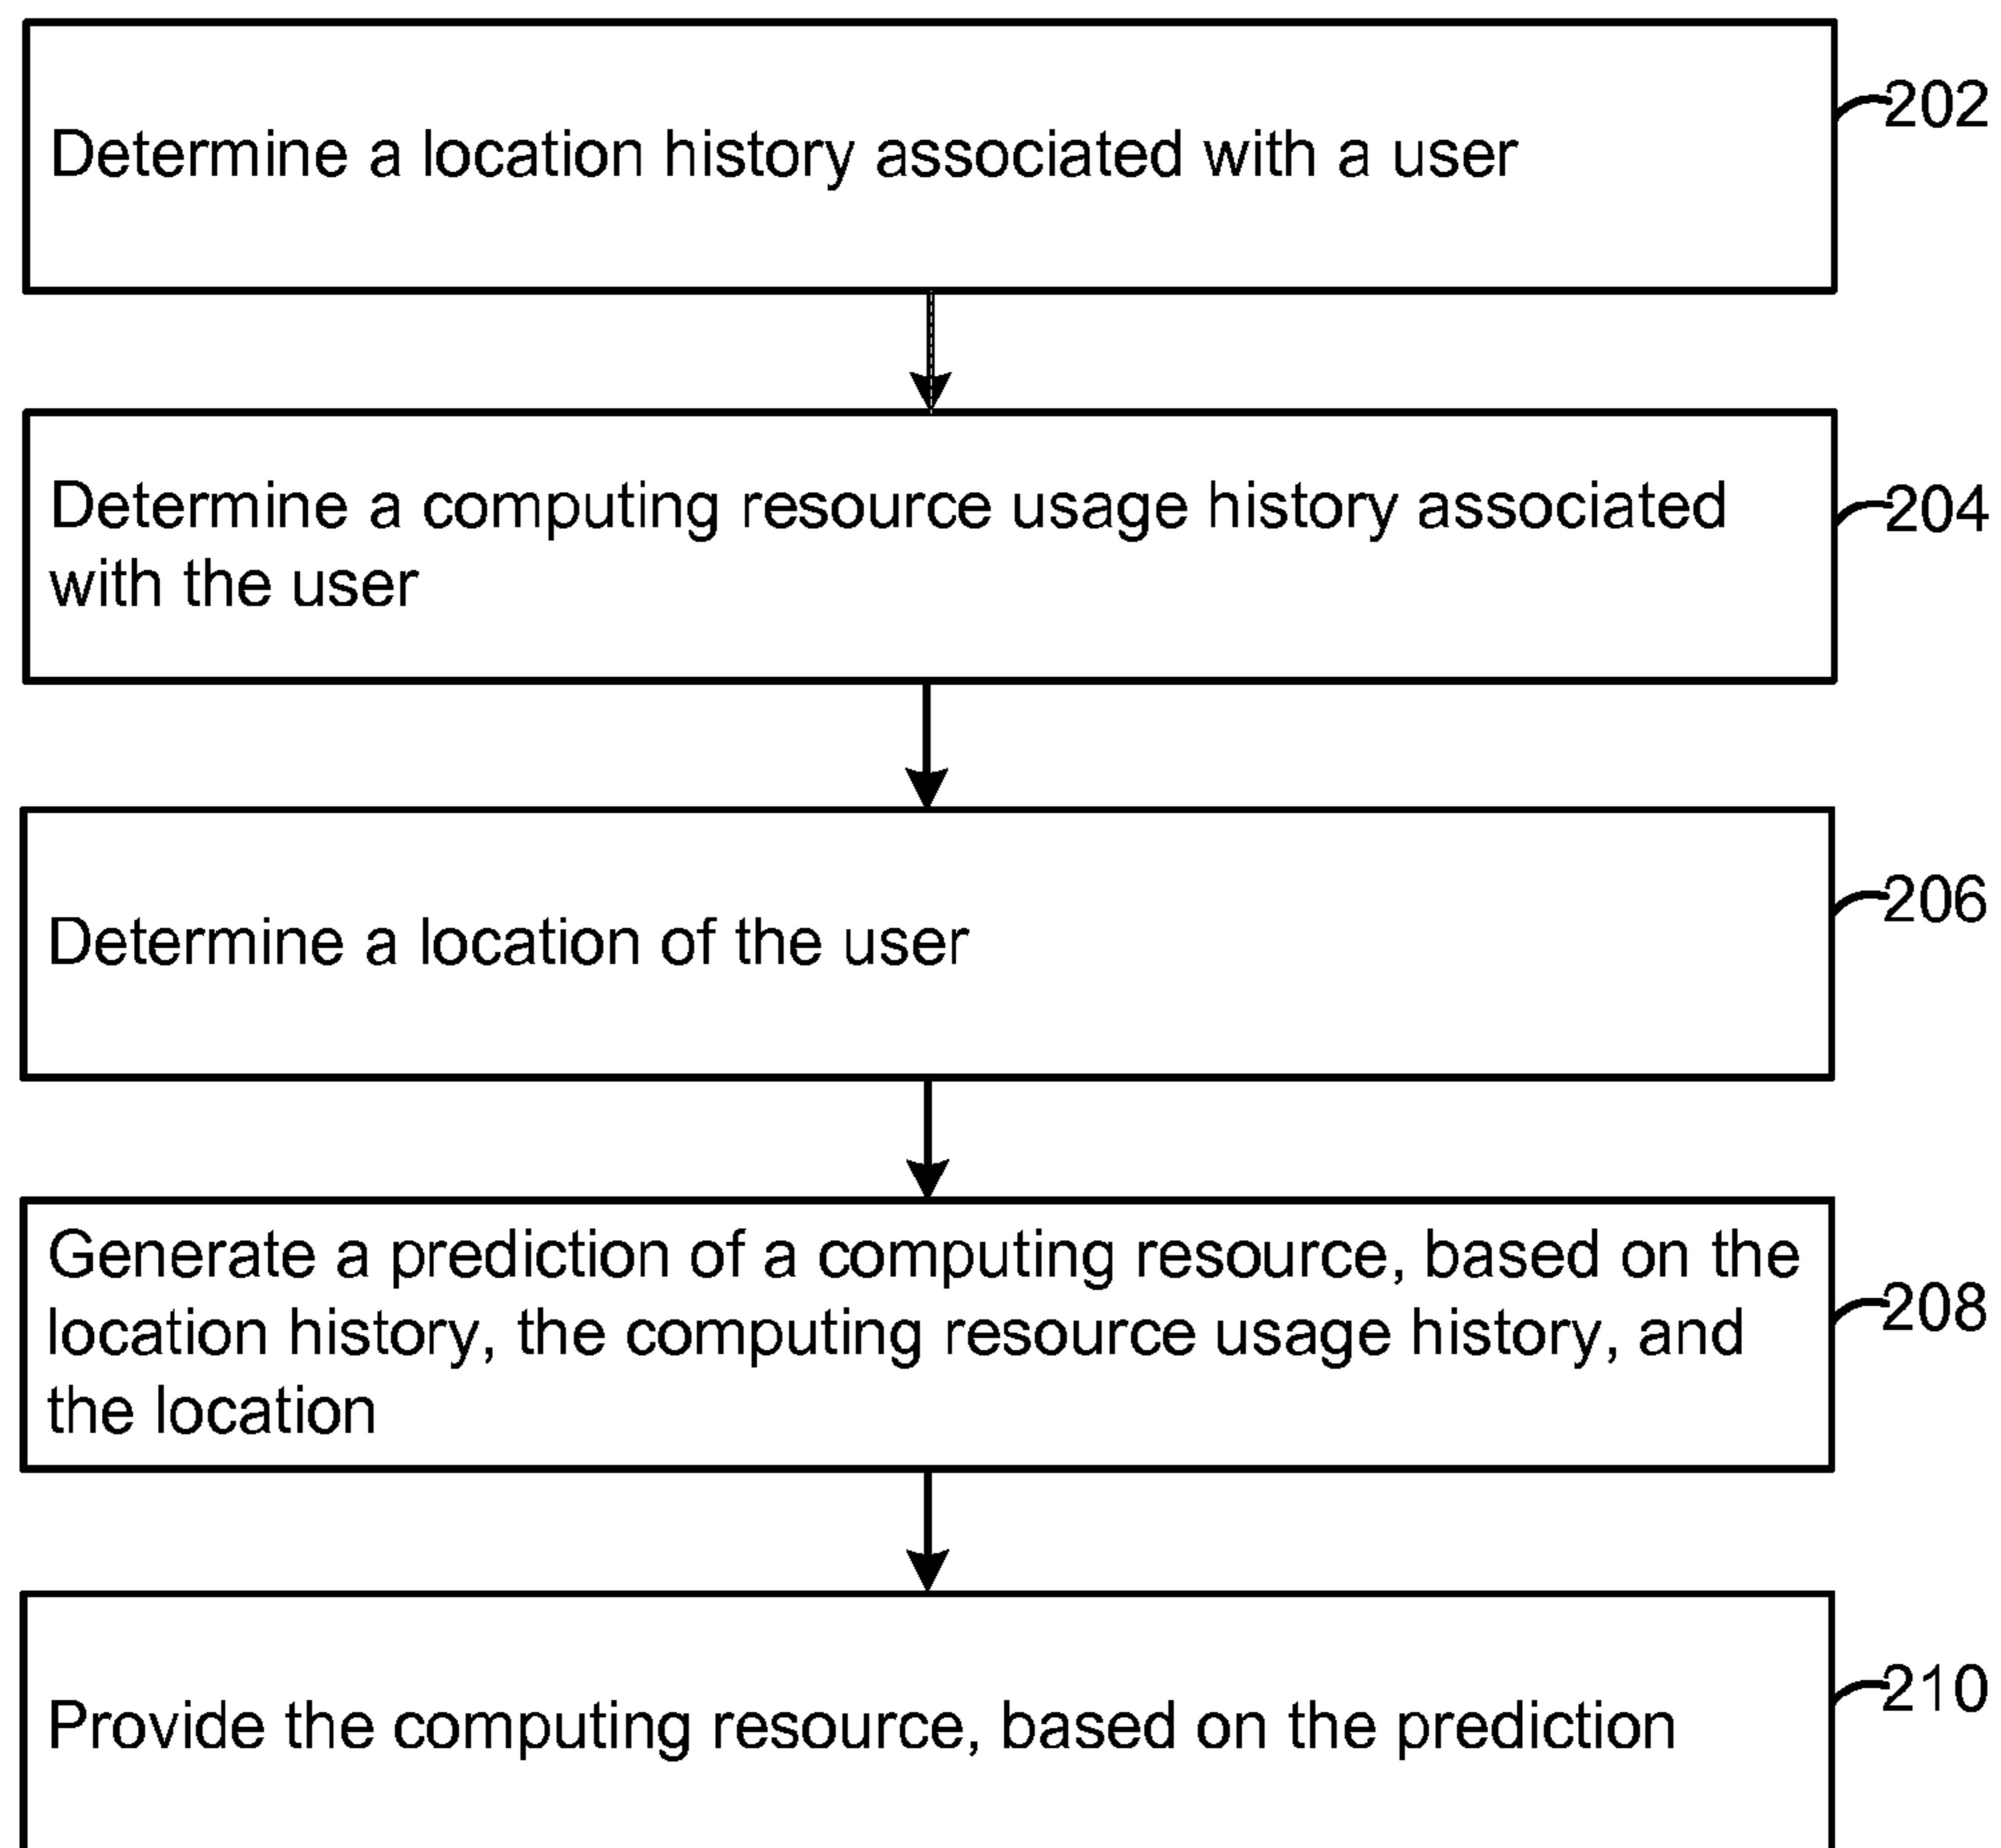 Determine a location history associated with a user
202
Determine a computing resource usage history associated
with the user
204
Determine a location of the user
206
Generate a prediction of a computing resource, based on the
location history, the computing resource usage history, and
the location
208
Provide the computing resource, based on the prediction
210